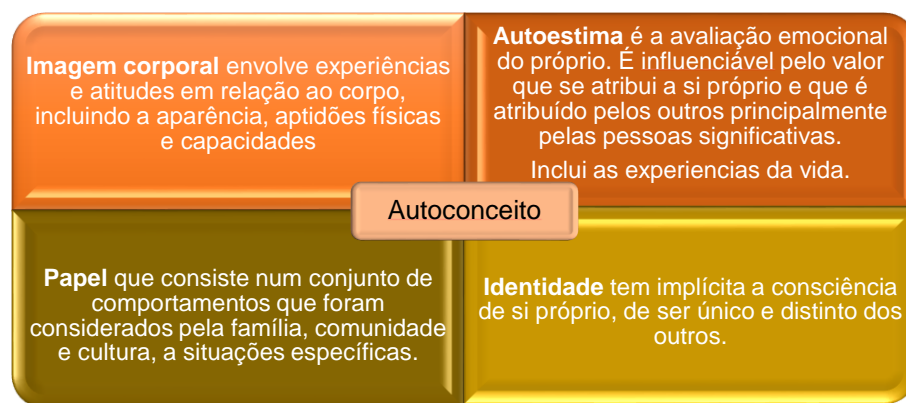 Imagem corporal envolve experiências
e atitudes em relação ao corpo,
incluindo a aparência, aptidões físicas
e capacidades
Autoestima é a avaliação emocional
do próprio. É influenciável pelo valor
que se atribui a si próprio e que é
atribuído pelos outros principalmente
pelas pessoas significativas.
Inclui as experiencias da vida.
Autoconceito
Papel que consiste num conjunto de
comportamentos que foram
considerados pela família, comunidade
e cultura, a situações específicas.
Identidade tem implícita a consciência
de si próprio, de ser único e distinto dos
outros.